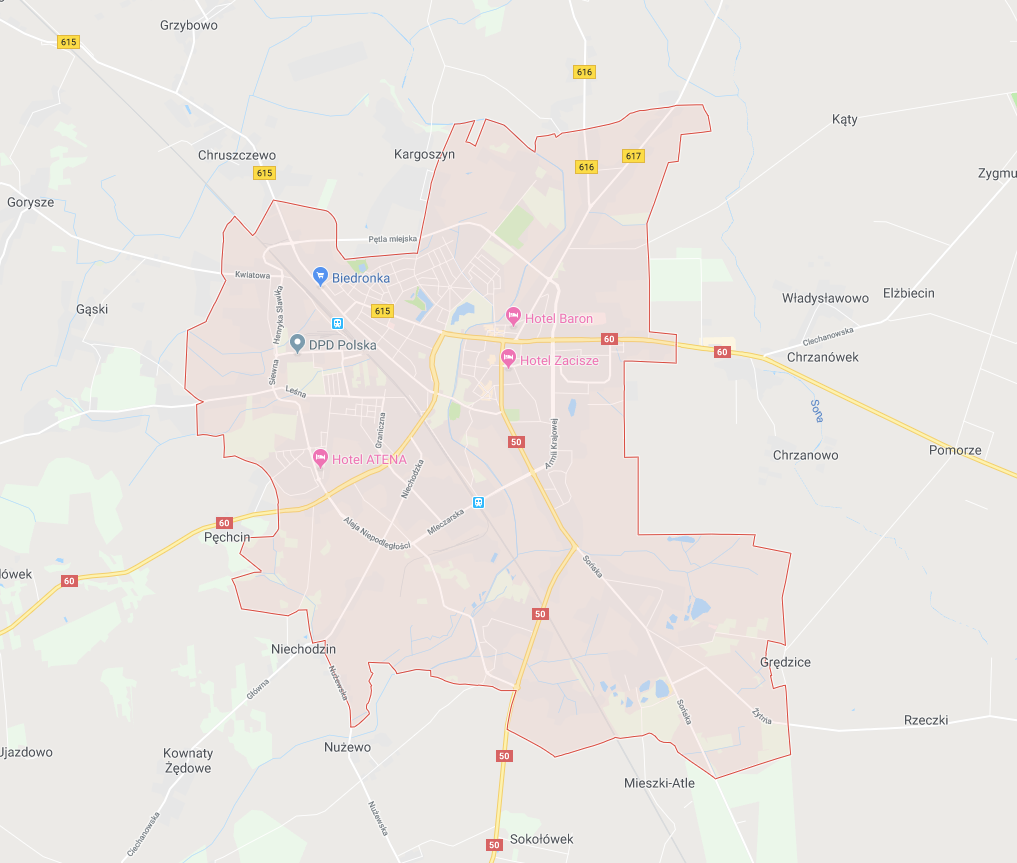 Grzybowo
615
616
Kąty
Chruszczewo
Kargoszyn
616
617
615
Zygmu
Gorysze
Pętla miejska
Kwiatowa
Biedronka
Henryka Sławika
Władysławowo
Elżbiecin
Gąski
615
Hotel Baron
Ciechanowska
DPD Polska
60
60
Chrzanówek
Hotel Zacisze
Siewna
Leśna
Sona
Graniczna
50
Armii Krajowej
Pomorze
Chrzanowo
Hotel ATENA
Niechodzka
Mleczarska
60
Aleja Niepodległości
Pęchcin
łówek
60
Sońska
50
Niechodzin
Grędzice
Nużewska
Główna
Sońska
Żytnia
Rzeczki
Ujazdowo
Nużewo
Kownaty
Żędowe
50
Mieszki-Atle
Nużewska
Ciechanowska
Sokołówek
50